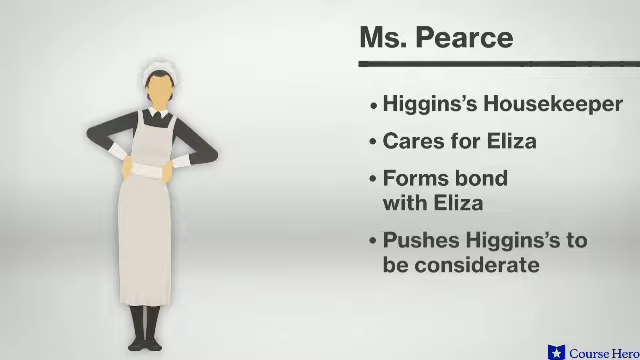 Ms. Pearce
• Higgins's Housekeeper
• Cares for Eliza
• Forms bond
with Eliza
• Pushes Higgins's to
be considerate
Course Hero